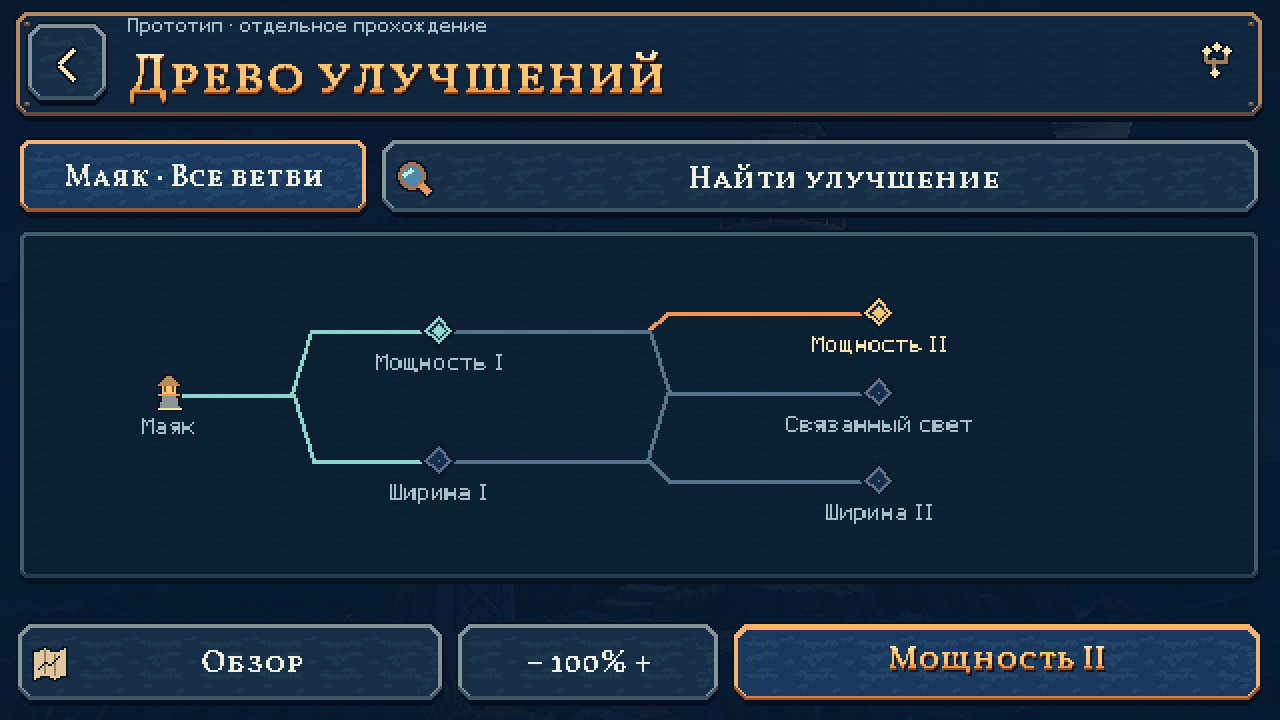 Прототип · отдельное прохождение
Древо улучшений
Маяк · Все ветви
Найти улучшение
Мощность II
Мощность I
Связанный свет
Маяк
Ширина I
Ширина II
Обзор
− 100% +
Мощность II